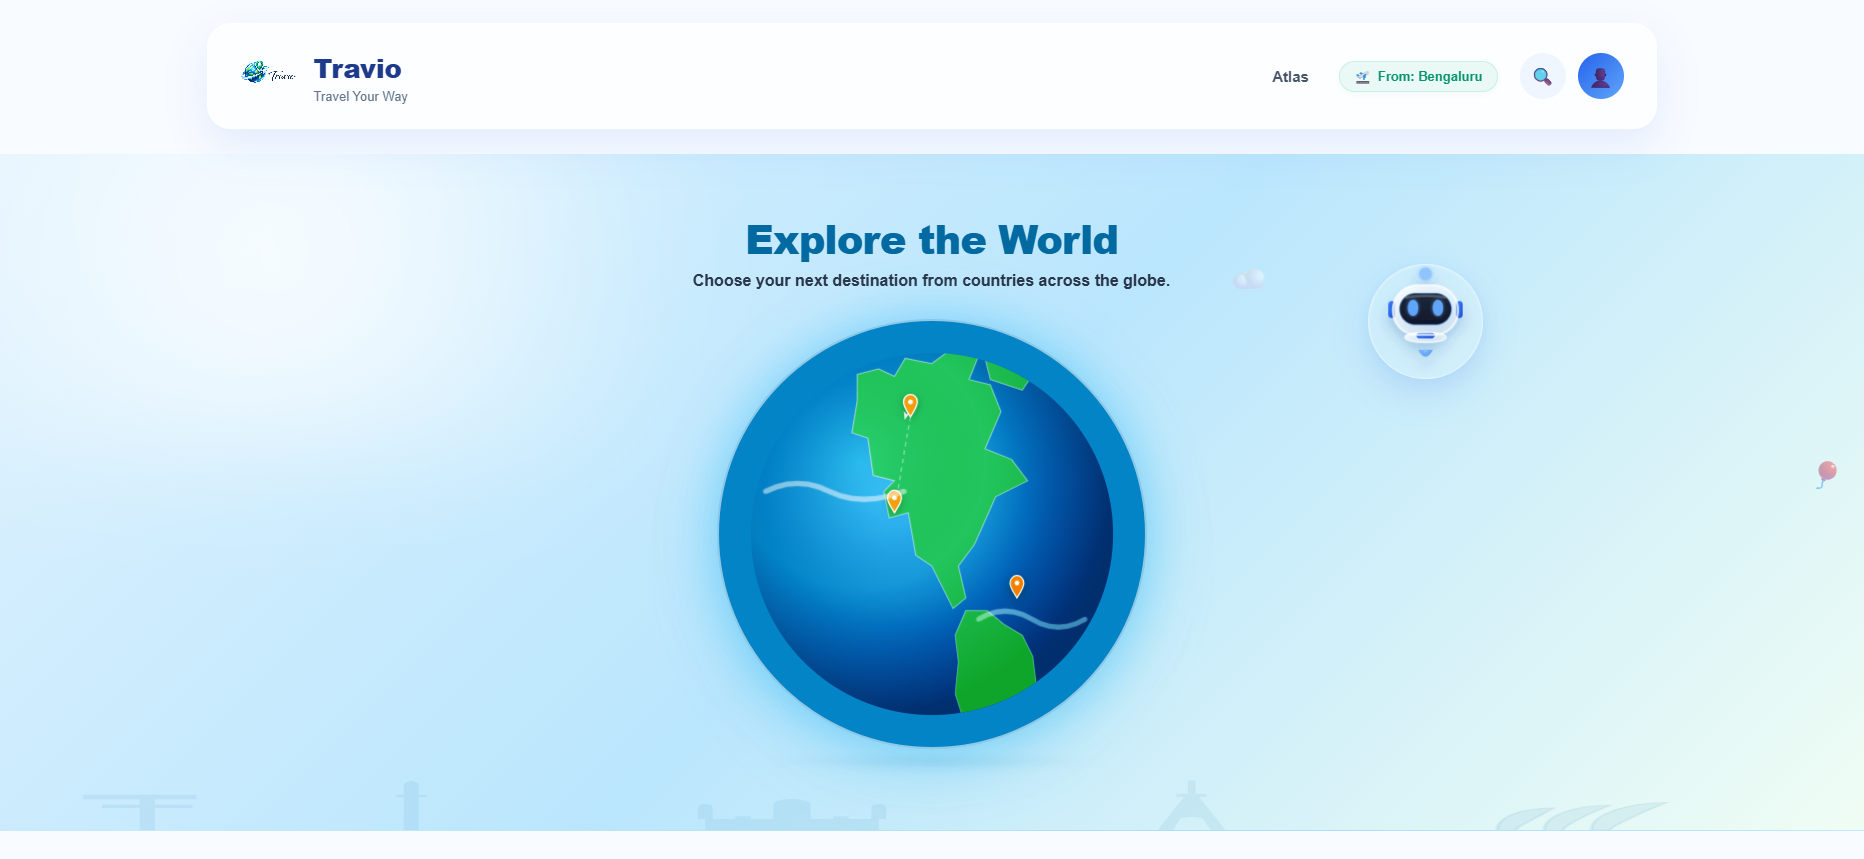 Travio
Travel Your Way
Atlas
From: Bengaluru
Explore the World
Choose your next destination from countries across the globe.